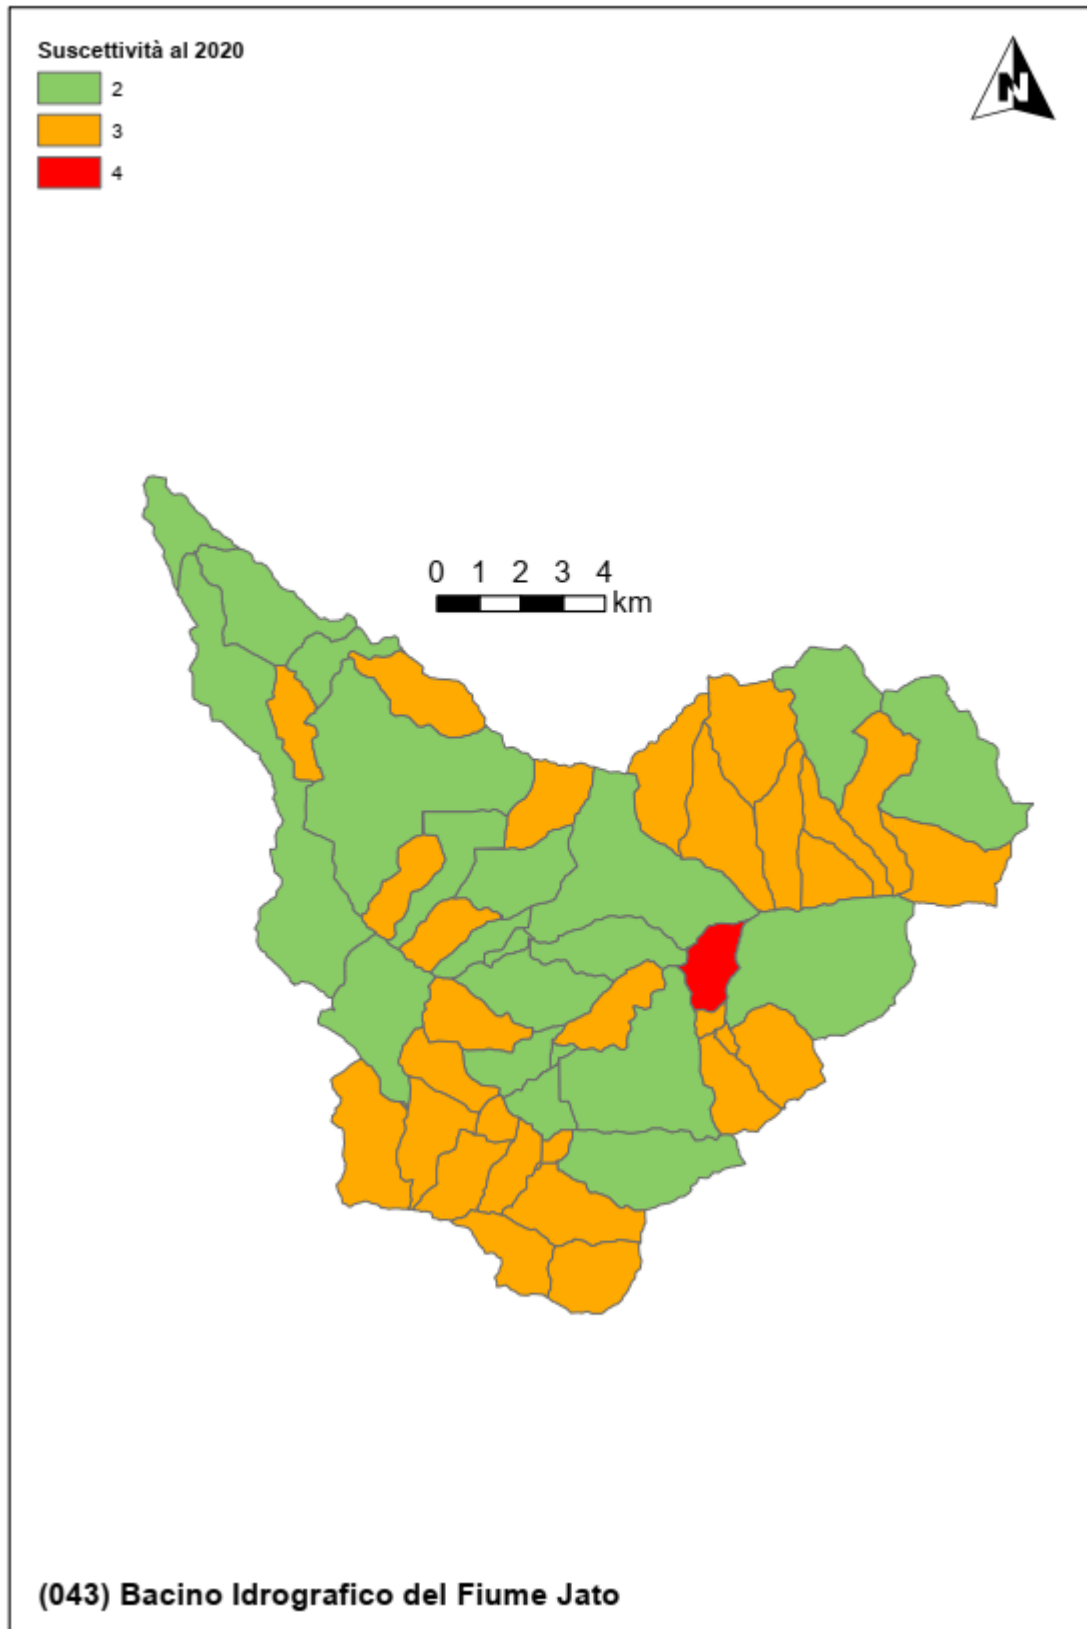 Suscettività al 2020
2
3
4
N
0 1 2 3 4
km
(043) Bacino Idrografico del Fiume Jato